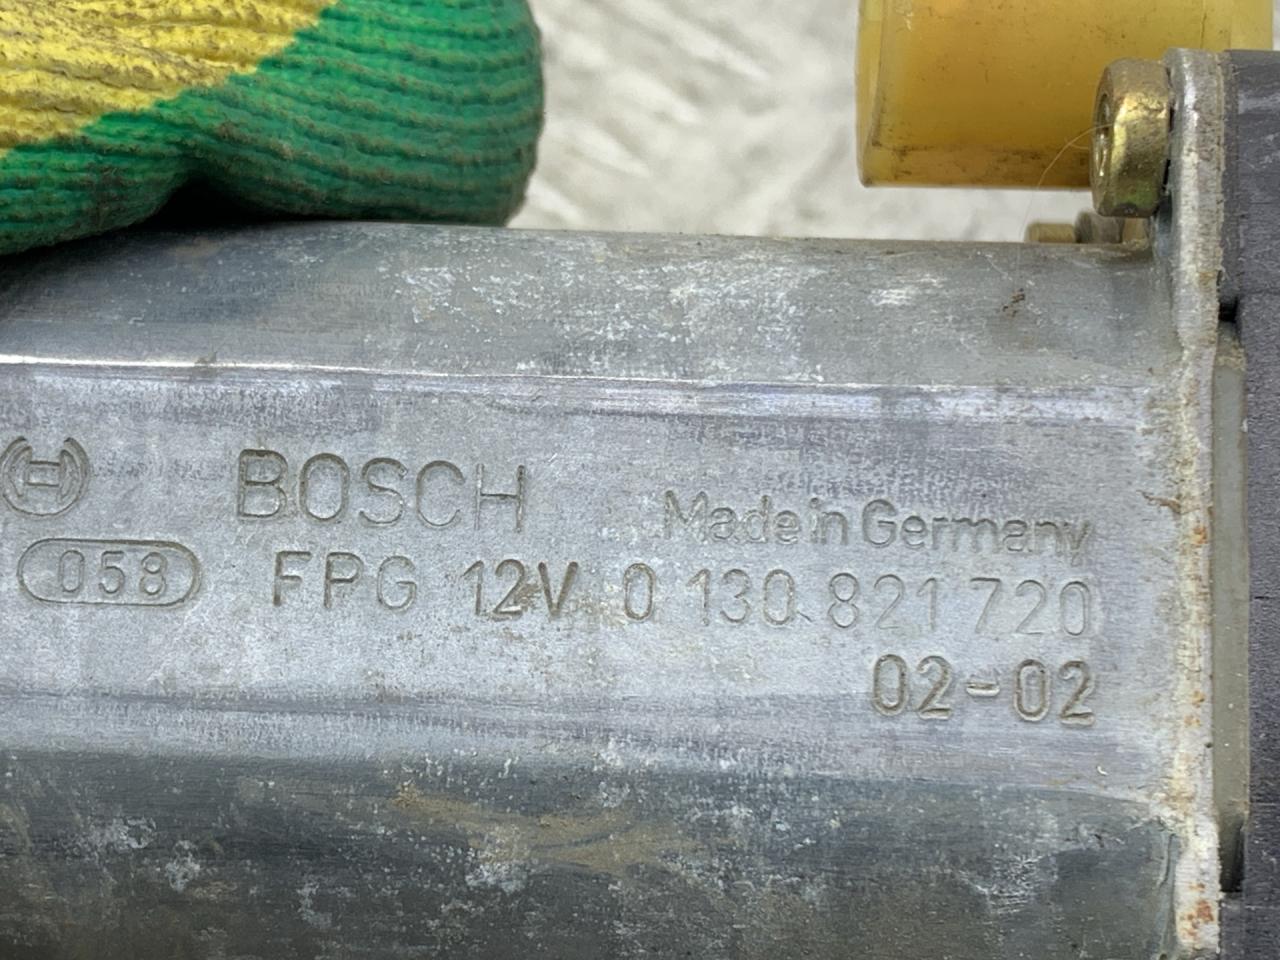 BOSCH Made in Germany
058 FPG 12V 0 130 821 720
02-02